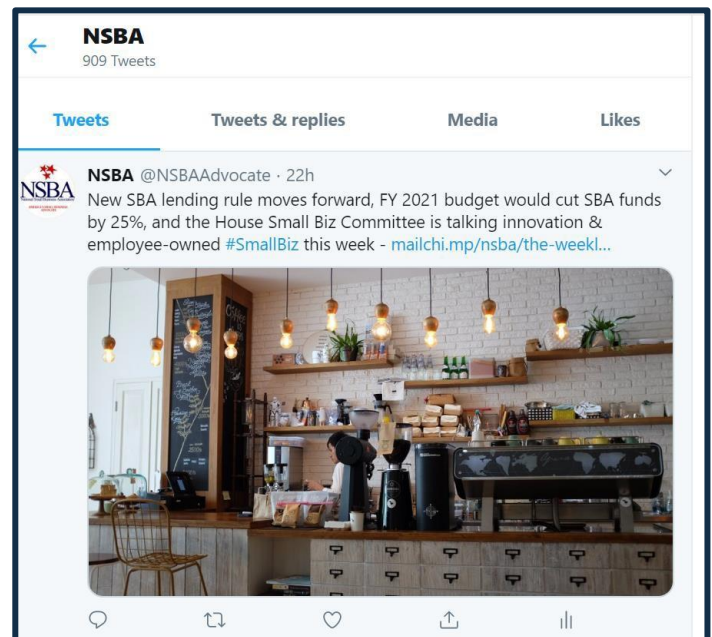 NSBA
909 Tweets
Tweets
Tweets & replies
Media
Likes
NSBA
NSBA @NSBAAdvocate · 22h
New SBA lending rule moves forward, FY 2021 budget would cut SBA funds
by 25%, and the House Small Biz Committee is talking innovation &
employee-owned #SmallBiz this week - mailchi.mp/nsba/the-weekl...